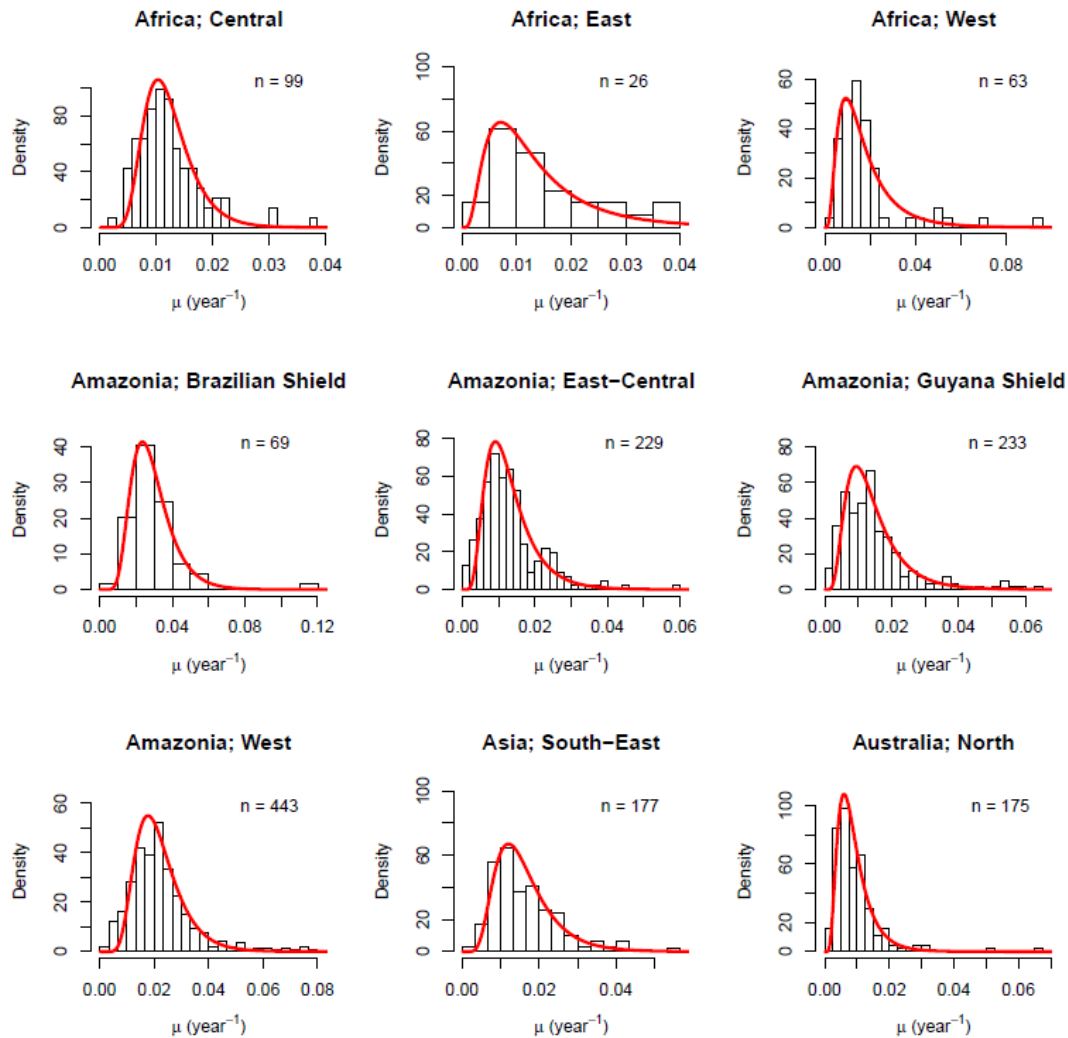 Africa; Central
n = 99
Density
0
40
80
0.00 0.01 0.02 0.03 0.04
μ (year⁻¹)
Africa; East
n = 26
Density
0
20
60
100
0.00 0.01 0.02 0.03 0.04
μ (year⁻¹)
Africa; West
n = 63
Density
0
20
40
60
0.00 0.04 0.08
μ (year⁻¹)
Amazonia; Brazilian Shield
n = 69
Density
0
10
20
30
40
0.00 0.04 0.08 0.12
μ (year⁻¹)
Amazonia; East−Central
n = 229
Density
0
20
40
60
80
0.00 0.02 0.04 0.06
μ (year⁻¹)
Amazonia; Guyana Shield
n = 233
Density
0
20
40
60
80
0.00 0.02 0.04 0.06
μ (year⁻¹)
Amazonia; West
n = 443
Density
0
20
40
60
0.00 0.02 0.04 0.06 0.08
μ (year⁻¹)
Asia; South−East
n = 177
Density
0
20
60
100
0.00 0.02 0.04
μ (year⁻¹)
Australia; North
n = 175
Density
0
20
60
100
0.00 0.02 0.04 0.06
μ (year⁻¹)